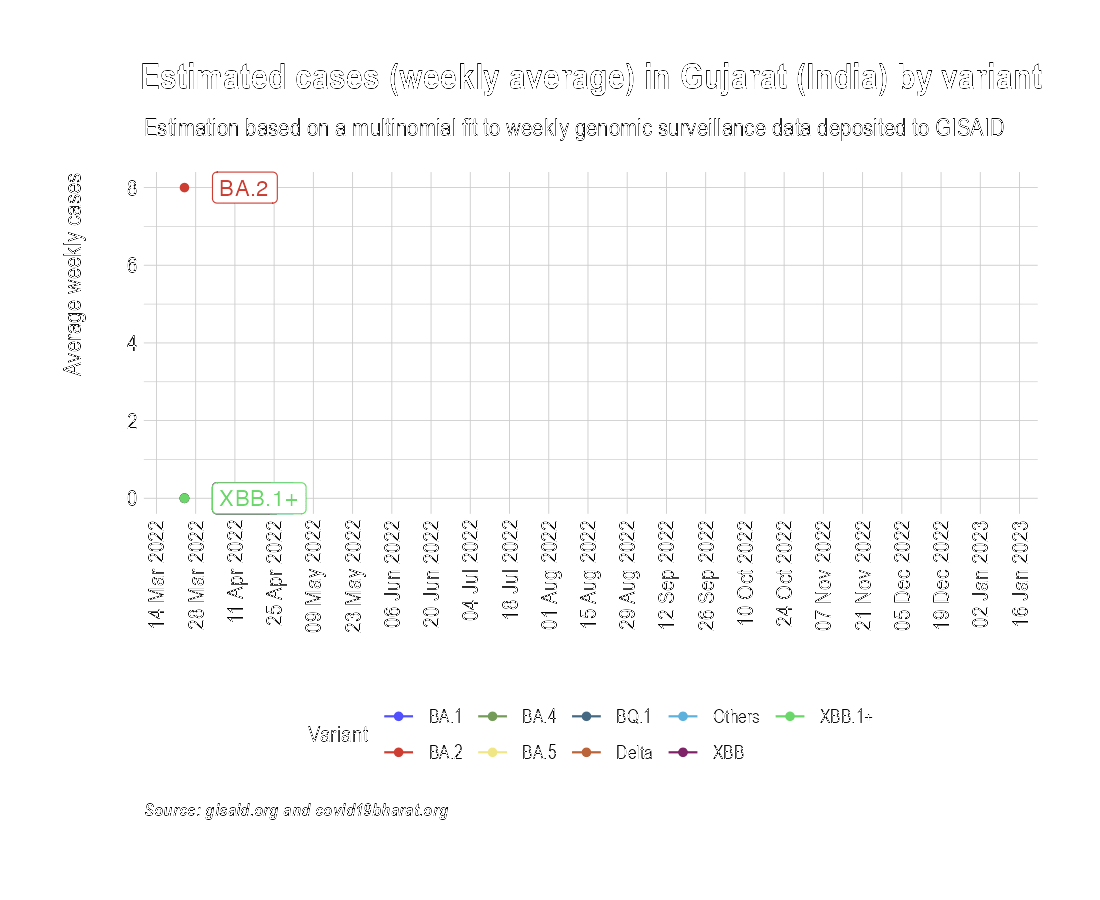 Estimated cases (weekly average) in Gujarat (India) by variant
Estimation based on a multinomial fit to weekly genomic surveillance data deposited to GISAID
Average weekly cases
8
BA.2
6
4
2
0
XBB.1+
14 Mar 2022
28 Mar 2022
11 Apr 2022
25 Apr 2022
09 May 2022
23 May 2022
06 Jun 2022
20 Jun 2022
04 Jul 2022
18 Jul 2022
01 Aug 2022
15 Aug 2022
29 Aug 2022
12 Sep 2022
26 Sep 2022
10 Oct 2022
24 Oct 2022
07 Nov 2022
21 Nov 2022
05 Dec 2022
19 Dec 2022
02 Jan 2023
16 Jan 2023
Variant
BA.1 BA.4 BQ.1 Others XBB.1+
BA.2 BA.5 Delta XBB
Source: gisaid.org and covid19bharat.org